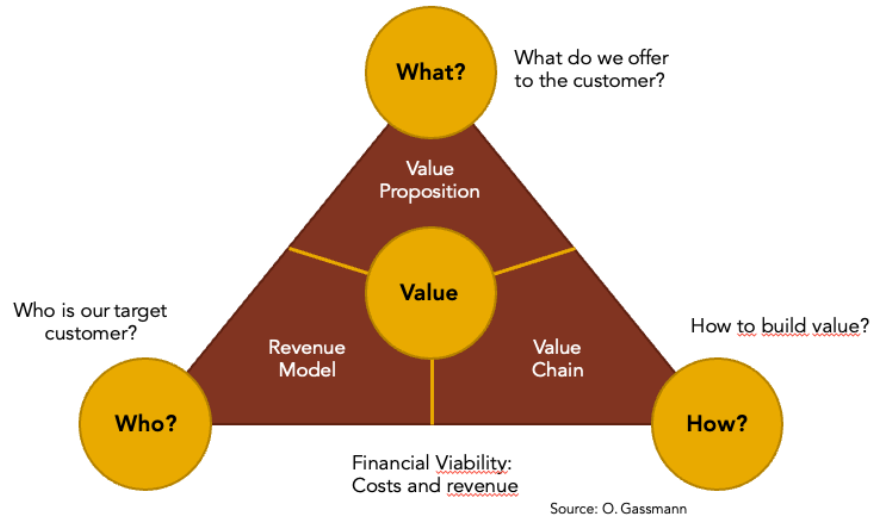 What?
What do we offer
to the customer?
Value
Proposition
Value
Who is our target
customer?
How to build value?
Revenue
Model
Value
Chain
Who?
How?
Financial Viability:
Costs and revenue
Source: O. Gassmann